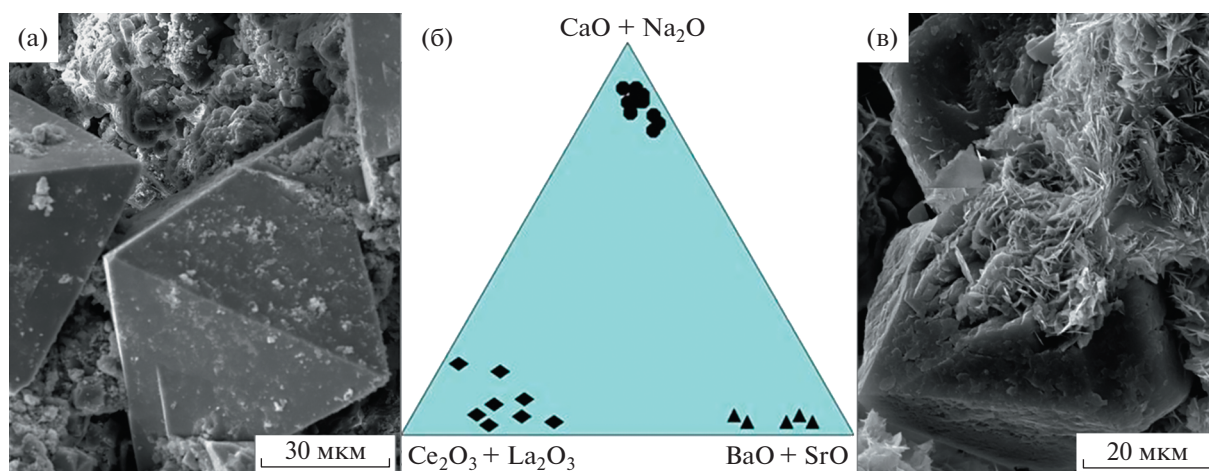 (а)
(б)
(в)
CaO + Na₂O
Ce₂O₃ + La₂O₃
BaO + SrO
30 мкм
20 мкм